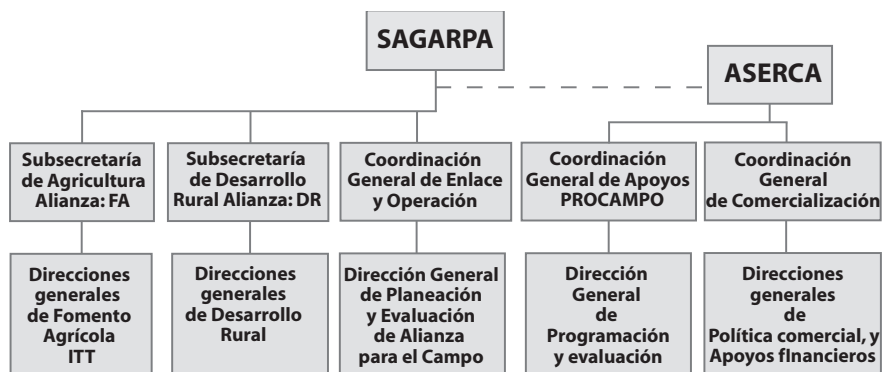 SAGARPA
ASERCA
Subsecretaría
de Agricultura
Alianza: FA
Subsecretaría
de Desarrollo
Rural Alianza: DR
Coordinación
General de Enlace
y Operación
Coordinación
General de Apoyos
PROCAMPO
Coordinación
General
de Comercialización
Direcciones
generales
de Fomento
Agrícola
ITT
Direcciones
generales
de Desarrollo
Rural
Dirección General
de Planeación
y Evaluación
de Alianza
para el Campo
Dirección
General
de
Programación
y evaluación
Direcciones
generales
de
Política comercial, y
Apoyos fInancieros